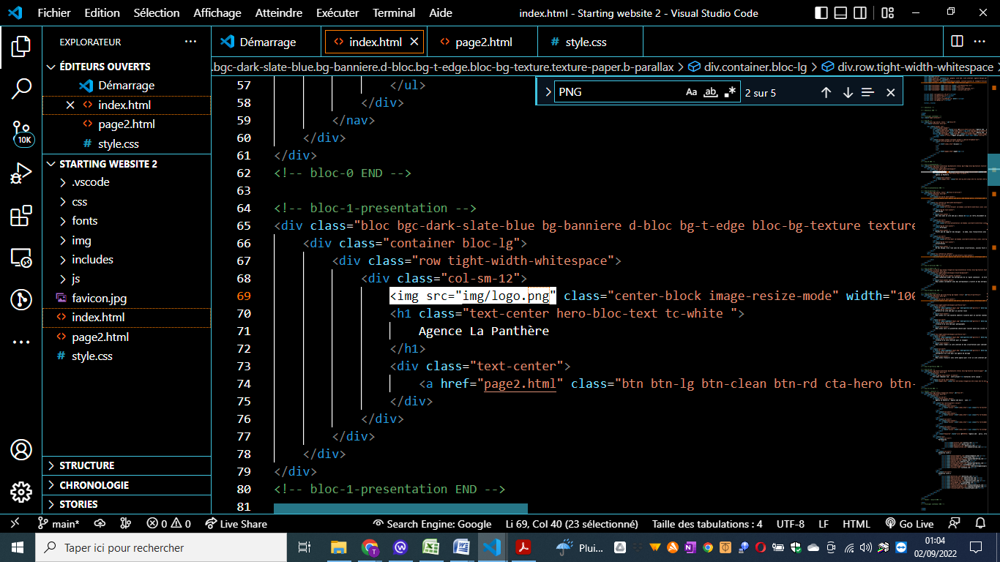 Fichier Edition Sélection Affichage Atteindre Exécuter Terminal Aide
index.html - Starting website 2 - Visual Studio Code
EXPLORATEUR
Démarrage
index.html
page2.html
# style.css
.bgc-dark-slate-blue.bg-banniere.d-bloc.bg-t-edge.bloc-bg-texture.texture-paper.b-parallax > div.container.bloc-lg > div.row.tight-width-whitespace >
PNG
Aa ab .*
2 sur 5
ÉDITEURS OUVERTS
Démarrage
index.html
page2.html
# style.css
10K
STARTING WEBSITE 2
.vscode
css
fonts
img
includes
js
favicon.jpg
index.html
page2.html
# style.css
STRUCTURE
CHRONOLOGIE
STORIES
57 </ul>
58 </div>
59 </nav>
60 </div>
61 </div>
62 <!-- bloc-0 END -->
63
64 <!-- bloc-1-presentation -->
65 <div class="bloc bgc-dark-slate-blue bg-banniere d-bloc bg-t-edge bloc-bg-texture texture
66 <div class="container bloc-lg">
67 <div class="row tight-width-whitespace">
68 <div class="col-sm-12">
69 <img src="img/logo.png" class="center-block image-resize-mode" width="100
70 <h1 class="text-center hero-bloc-text tc-white ">
71 Agence La Panthère
72 </h1>
73 <div class="text-center">
74 <a href="page2.html" class="btn btn-lg btn-clean btn-rd cta-hero btn-
75 </div>
76 </div>
77 </div>
78 </div>
79 </div>
80 <!-- bloc-1-presentation END -->
81
main* 0 0 Live Share Search Engine: Google Li 69, Col 40 (23 sélectionné) Taille des tabulations : 4 UTF-8 LF HTML Go Live
Taper ici pour rechercher
Plui...
01:04
02/09/2022